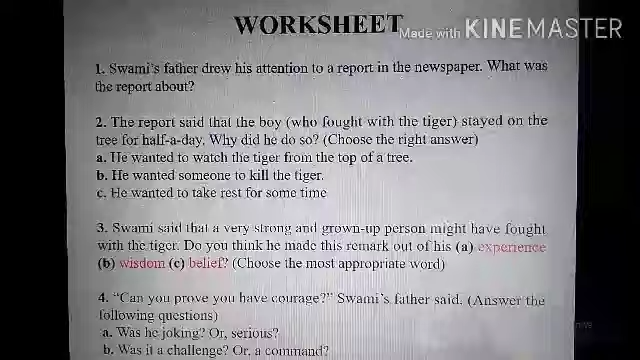 WORKSHEET
Made with KINEMASTER
1. Swami's father drew his attention to a report in the newspaper. What was
the report about?
2. The report said that the boy (who fought with the tiger) stayed on the
tree for half-a-day. Why did he do so? (Choose the right answer)
a. He wanted to watch the tiger from the top of a tree.
b. He wanted someone to kill the tiger.
c. He wanted to take rest for some time
3. Swami said that a very strong and grown-up person might have fought
with the tiger. Do you think he made this remark out of his (a) experience
(b) wisdom (c) belief? (Choose the most appropriate word)
4. "Can you prove you have courage?" Swami's father said. (Answer the
following questions)
a. Was he joking? Or, serious?
b. Was it a challenge? Or, a command?